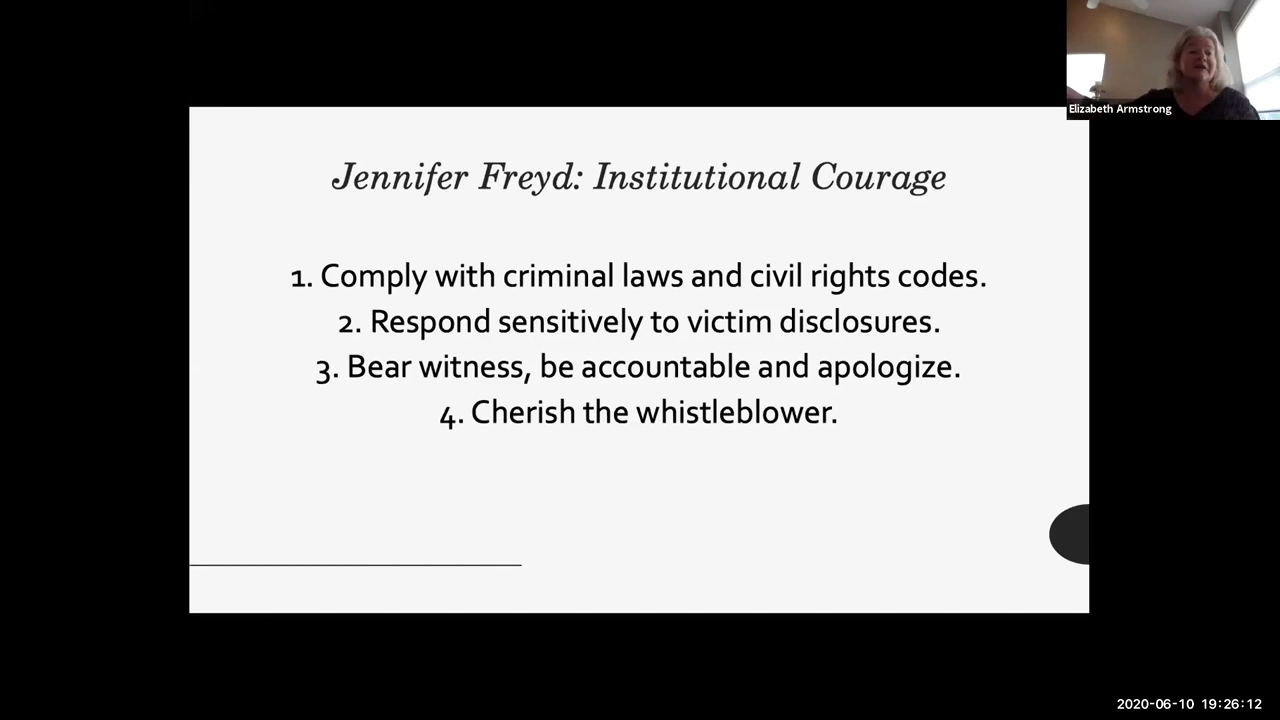 Elizabeth Armstrong
Jennifer Freyd: Institutional Courage
1. Comply with criminal laws and civil rights codes.
2. Respond sensitively to victim disclosures.
3. Bear witness, be accountable and apologize.
4. Cherish the whistleblower.
2020-06-10 19:26:12